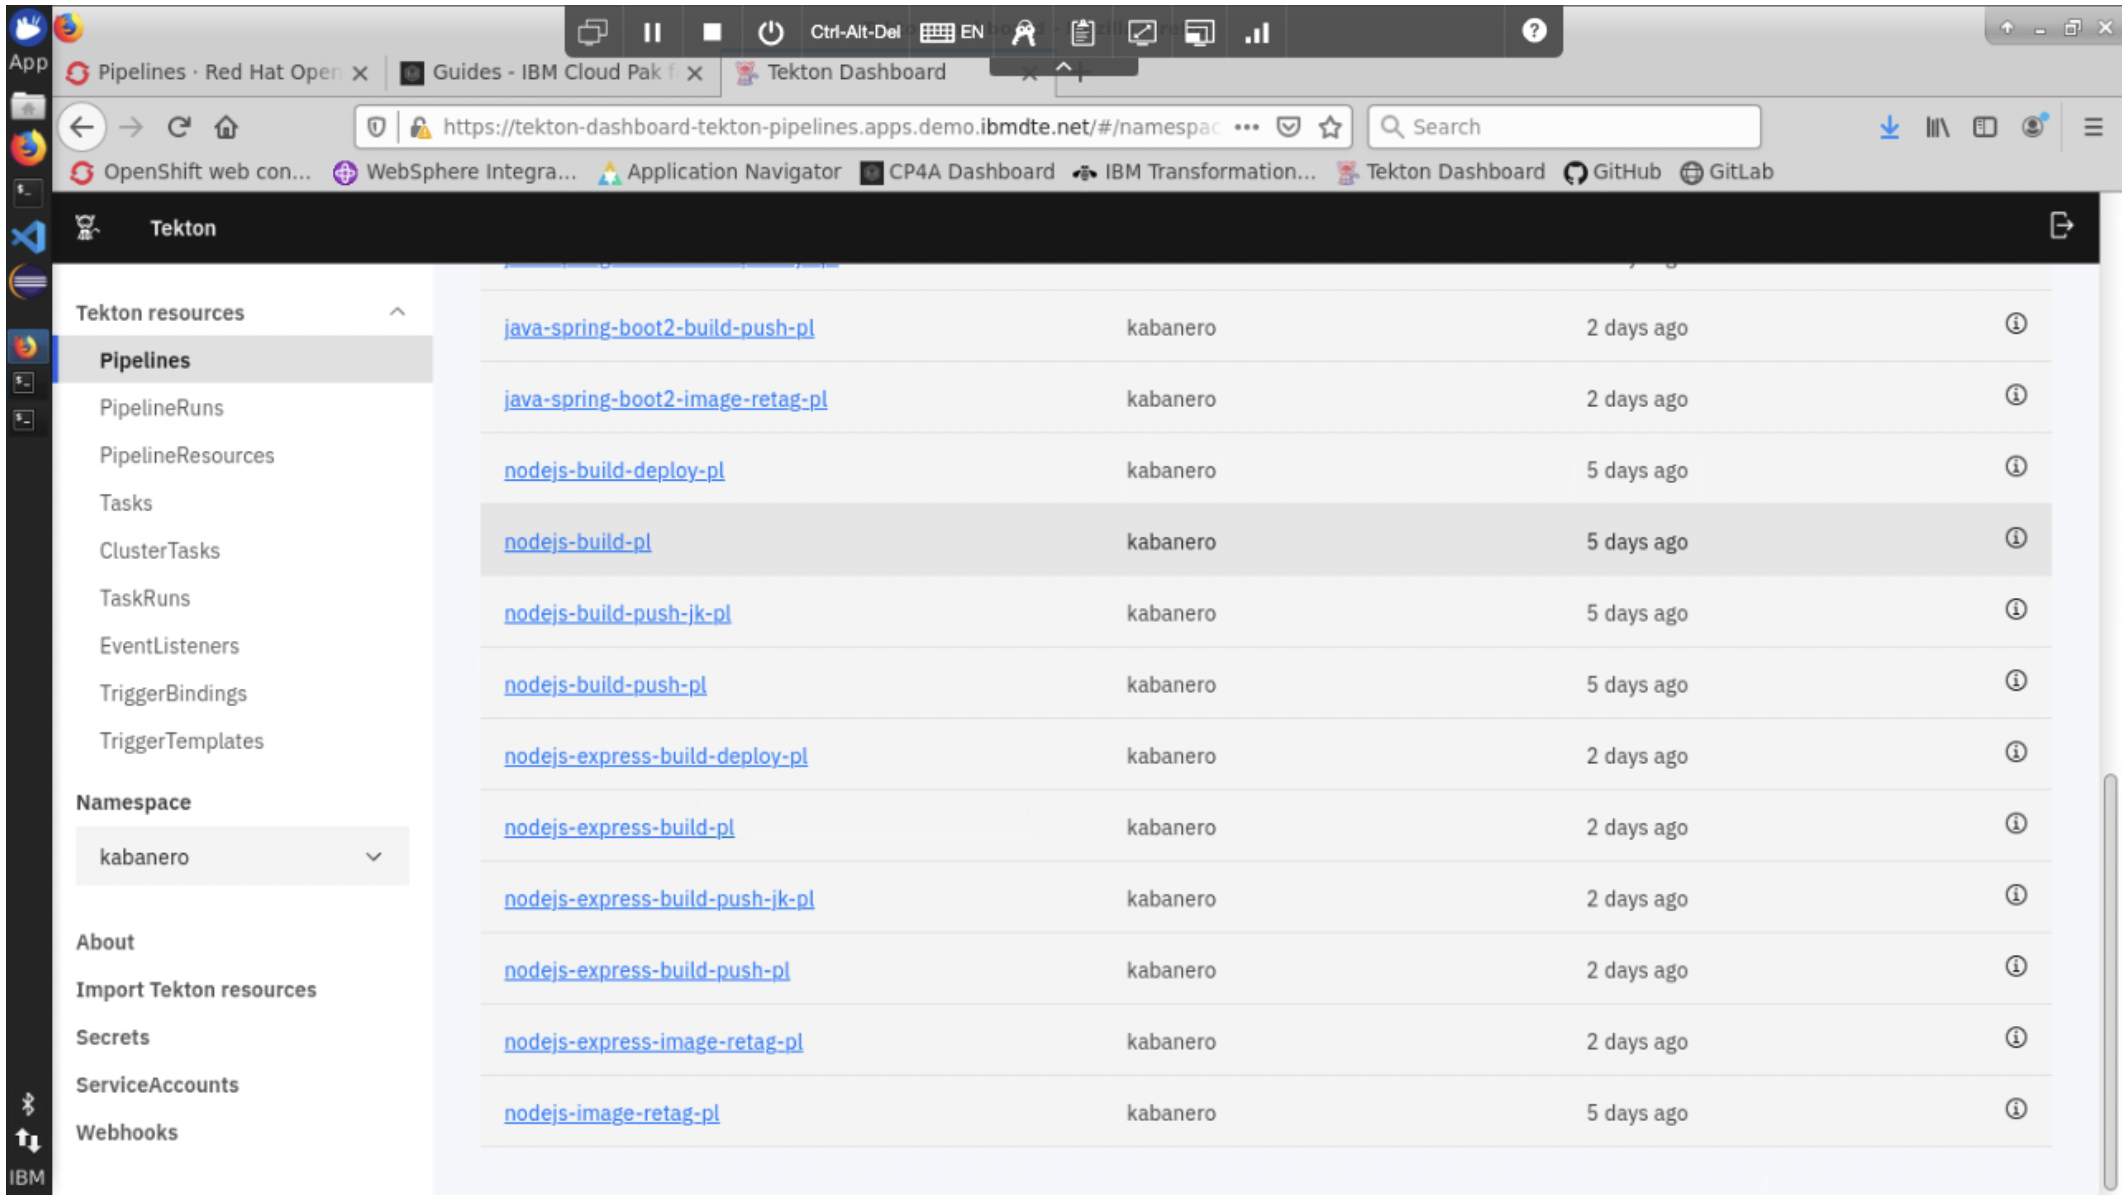 Ctrl-Alt-Del EN
App
Pipelines · Red Hat Open
Guides - IBM Cloud Pak f
Tekton Dashboard
https://tekton-dashboard-tekton-pipelines.apps.demo.ibmdte.net/#/namespac
Search
OpenShift web con... WebSphere Integra... Application Navigator CP4A Dashboard IBM Transformation... Tekton Dashboard GitHub GitLab
Tekton
Tekton resources
Pipelines
PipelineRuns
PipelineResources
Tasks
ClusterTasks
TaskRuns
EventListeners
TriggerBindings
TriggerTemplates
Namespace
kabanero
About
Import Tekton resources
Secrets
ServiceAccounts
Webhooks
IBM
java-spring-boot2-build-push-pl kabanero 2 days ago
java-spring-boot2-image-retag-pl kabanero 2 days ago
nodejs-build-deploy-pl kabanero 5 days ago
nodejs-build-pl kabanero 5 days ago
nodejs-build-push-jk-pl kabanero 5 days ago
nodejs-build-push-pl kabanero 5 days ago
nodejs-express-build-deploy-pl kabanero 2 days ago
nodejs-express-build-pl kabanero 2 days ago
nodejs-express-build-push-jk-pl kabanero 2 days ago
nodejs-express-build-push-pl kabanero 2 days ago
nodejs-express-image-retag-pl kabanero 2 days ago
nodejs-image-retag-pl kabanero 5 days ago